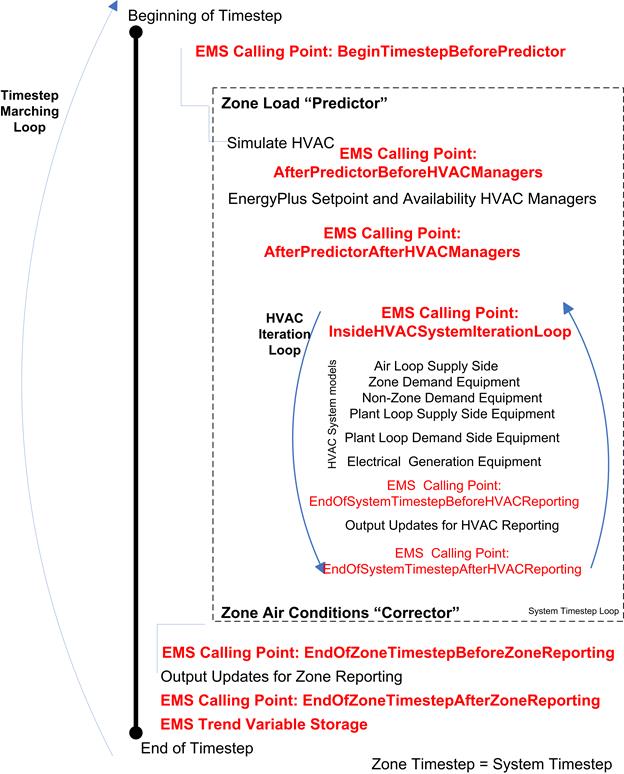 Beginning of Timestep
EMS Calling Point: BeginTimestepBeforePredictor
Timestep
Marching
Loop
Zone Load “Predictor”
Simulate HVAC
EMS Calling Point:
AfterPredictorBeforeHVACManagers
EnergyPlus Setpoint and Availability HVAC Managers
EMS Calling Point:
AfterPredictorAfterHVACManagers
HVAC
Iteration
Loop
EMS Calling Point:
InsideHVACSystemIterationLoop
HVAC System models
Air Loop Supply Side
Zone Demand Equipment
Non-Zone Demand Equipment
Plant Loop Supply Side Equipment
Plant Loop Demand Side Equipment
Electrical Generation Equipment
EMS Calling Point:
EndOfSystemTimestepBeforeHVACReporting
Output Updates for HVAC Reporting
EMS Calling Point:
EndOfSystemTimestepAfterHVACReporting
Zone Air Conditions “Corrector”
System Timestep Loop
EMS Calling Point: EndOfZoneTimestepBeforeZoneReporting
Output Updates for Zone Reporting
EMS Calling Point: EndOfZoneTimestepAfterZoneReporting
EMS Trend Variable Storage
End of Timestep
Zone Timestep = System Timestep